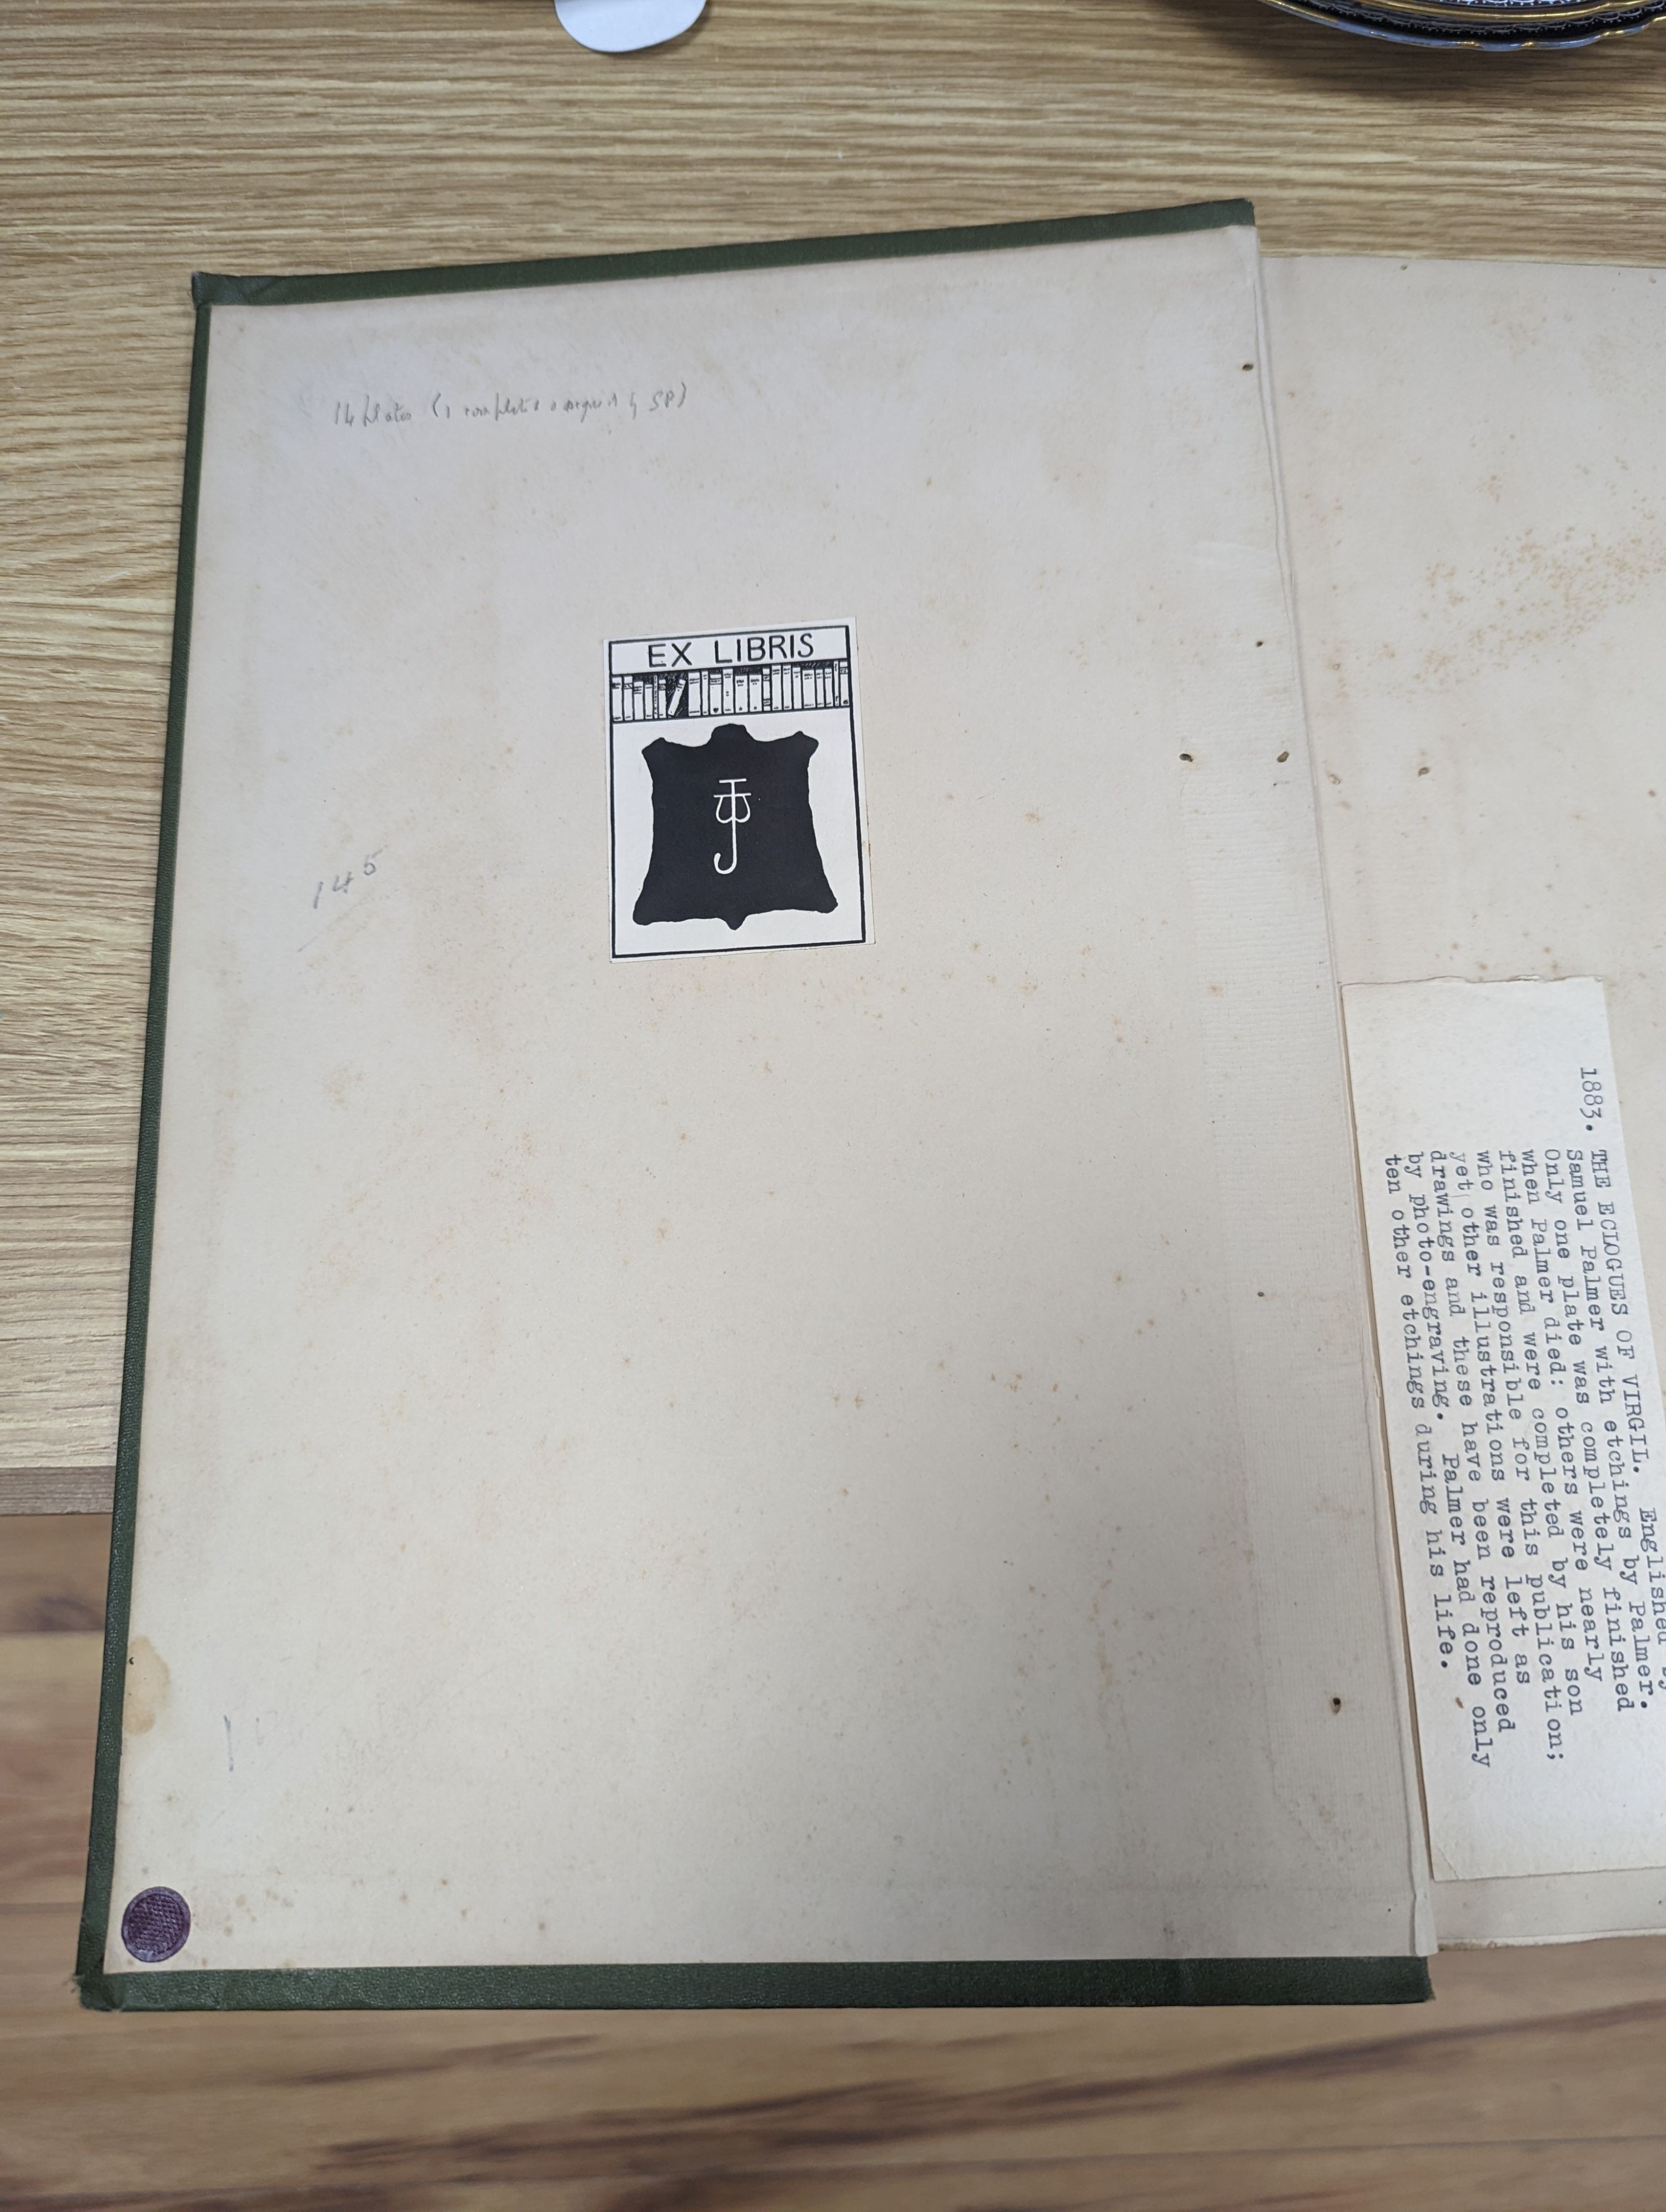 14 plates (1 completed & signed by SP)
EX LIBRIS
145
1883. THE ECLOGUES OF VIRGIL. Englished by
Samuel Palmer with etchings by Palmer.
Only one plate was completely finished
when Palmer died: others were nearly
finished and were completed by his son
who was responsible for this publication;
yet other illustrations were left as
drawings and these have been reproduced
by photo-engraving. Palmer had done only
ten other etchings during his life.